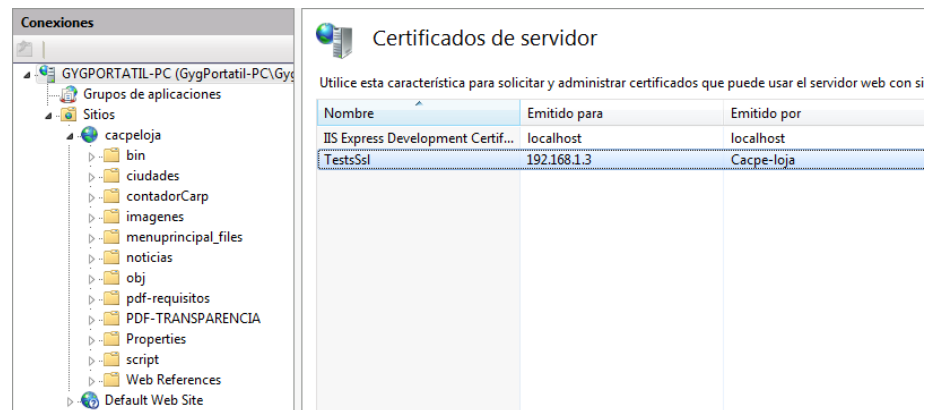 Conexiones
GYGPORTATIL-PC (GygPortatil-PC\Gyg
Grupos de aplicaciones
Sitios
cacpeloja
bin
ciudades
contadorCarp
imagenes
menuprincipal_files
noticias
obj
pdf-requisitos
PDF-TRANSPARENCIA
Properties
script
Web References
Default Web Site
Certificados de servidor
Utilice esta característica para solicitar y administrar certificados que puede usar el servidor web con si
Nombre Emitido para Emitido por
IIS Express Development Certif... localhost localhost
TestsSsl 192.168.1.3 Cacpe-loja